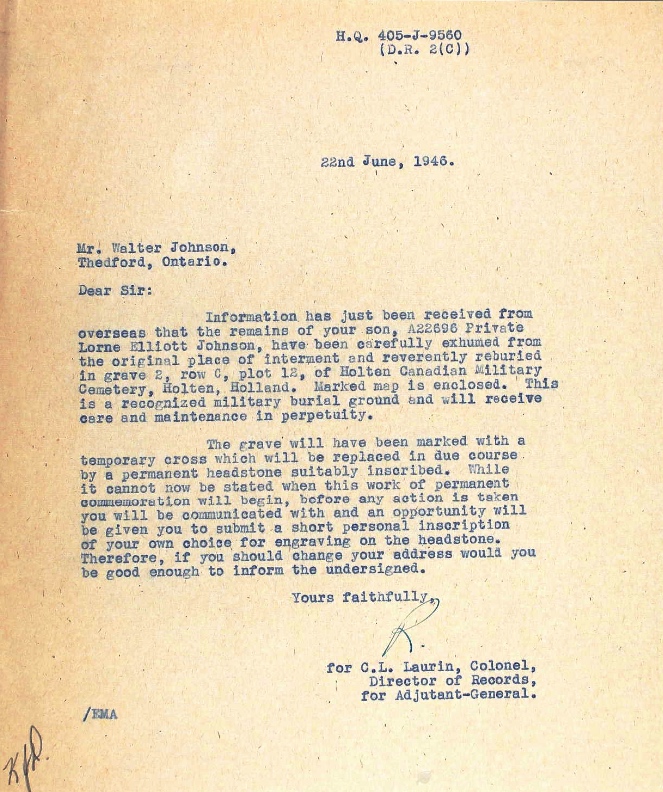 H.Q. 405-J-9560
(D.R. 2(C))
22nd June, 1946.
Mr. Walter Johnson,
Thedford, Ontario.
Dear Sir:
Information has just been received from
overseas that the remains of your son, A22696 Private
Lorne Elliott Johnson, have been carefully exhumed from
the original place of interment and reverently reburied
in grave 2, row C, plot 12, of Holten Canadian Military
Cemetery, Holten, Holland. Marked map is enclosed. This
is a recognized military burial ground and will receive
care and maintenance in perpetuity.
The grave will have been marked with a
temporary cross which will be replaced in due course
by a permanent headstone suitably inscribed. While
it cannot now be stated when this work of permanent
commemoration will begin, before any action is taken
you will be communicated with and an opportunity will
be given you to submit a short personal inscription
of your own choice for engraving on the headstone.
Therefore, if you should change your address would you
be good enough to inform the undersigned.
Yours faithfully,
R.
for C.L. Laurin, Colonel,
Director of Records,
for Adjutant-General.
/EMA